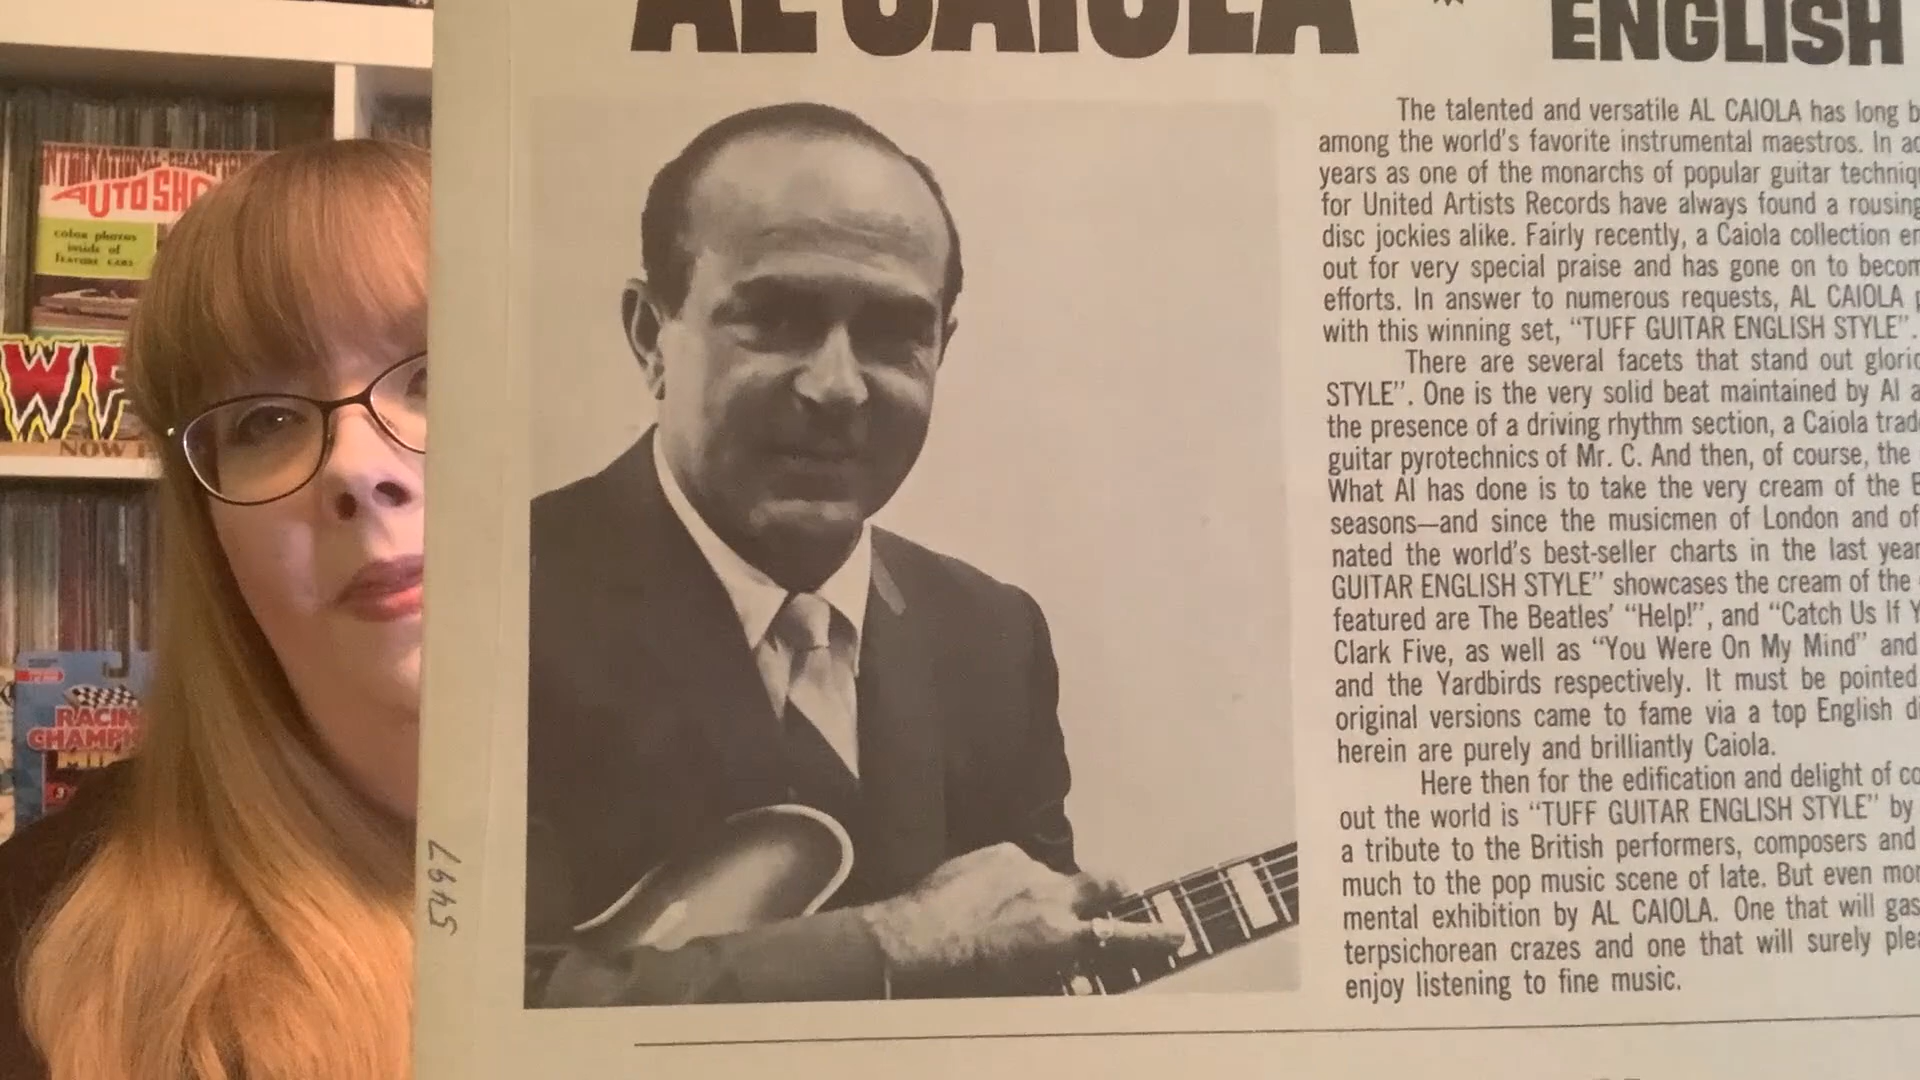 AL CAIOLA
ENGLISH
The talented and versatile AL CAIOLA has long
among the world's favorite instrumental maestros. In
years as one of the monarchs of popular guitar
for United Artists Records have always found a rousing
disc jockies alike. Fairly recently, a Caiola collection
out for very special praise and has gone on to
efforts. In answer to numerous requests, AL CAIOLA
with this winning set, “TUFF GUITAR ENGLISH STYLE”.
There are several facets that stand out
STYLE”. One is the very solid beat maintained by Al
the presence of a driving rhythm section, a Caiola
guitar pyrotechnics of Mr. C. And then, of course, the
What Al has done is to take the very cream of the
seasons—and since the musicmen of London and of
nated the world's best-seller charts in the last year
GUITAR ENGLISH STYLE” showcases the cream of the
featured are The Beatles' “Help!”, and “Catch Us If
Clark Five, as well as “You Were On My Mind” and
and the Yardbirds respectively. It must be pointed
original versions came to fame via a top English
herein are purely and brilliantly Caiola.
Here then for the edification and delight of
out the world is “TUFF GUITAR ENGLISH STYLE” by
a tribute to the British performers, composers and
much to the pop music scene of late. But even
mental exhibition by AL CAIOLA. One that will
terpsichorean crazes and one that will surely
enjoy listening to fine music.
5497
INTERNATIONAL-CHAMPION
AUTO SHO
color photos
inside of
feature cars
NOW
RACIN
CHAMPI